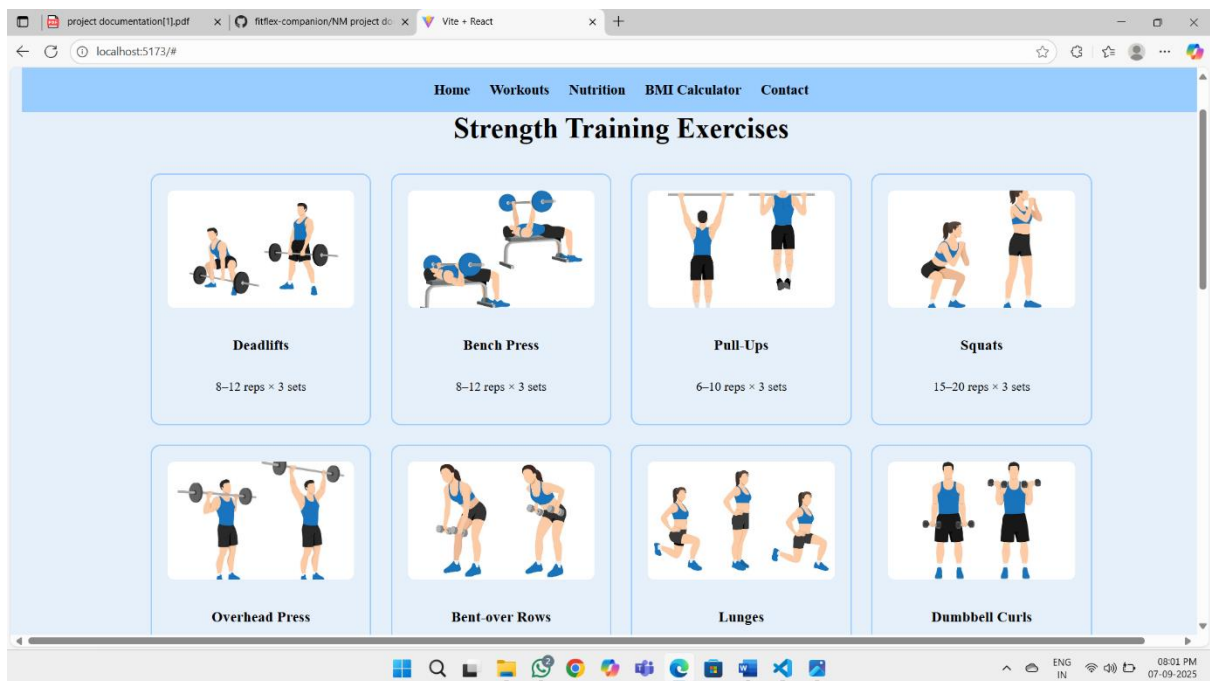 project documentation[1].pdf
fitflex-companion/NM project do
Vite + React
localhost:5173/#
Home Workouts Nutrition BMI Calculator Contact
Strength Training Exercises
Deadlifts Bench Press Pull-Ups Squats
8–12 reps × 3 sets 8–12 reps × 3 sets 6–10 reps × 3 sets 15–20 reps × 3 sets
Overhead Press Bent-over Rows Lunges Dumbbell Curls
2
ENG 08:01 PM
IN 07-09-2025